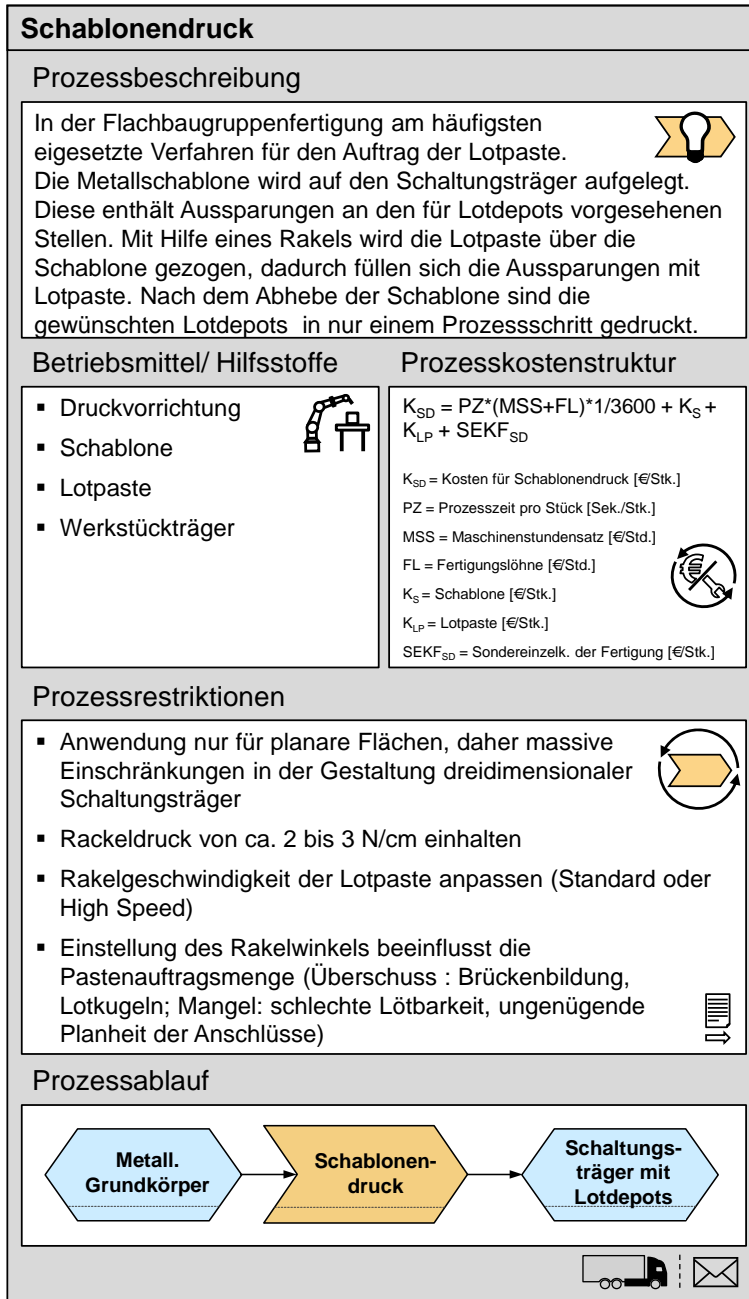 Schablonendruck
Prozessbeschreibung
In der Flachbaugruppenfertigung am häufigsten
eigesetzte Verfahren für den Auftrag der Lotpaste.
Die Metallschablone wird auf den Schaltungsträger aufgelegt.
Diese enthält Aussparungen an den für Lotdepots vorgesehenen
Stellen. Mit Hilfe eines Rakels wird die Lotpaste über die
Schablone gezogen, dadurch füllen sich die Aussparungen mit
Lotpaste. Nach dem Abhebe der Schablone sind die
gewünschten Lotdepots in nur einem Prozessschritt gedruckt.
Betriebsmittel/ Hilfsstoffe
▪ Druckvorrichtung
▪ Schablone
▪ Lotpaste
▪ Werkstückträger
Prozesskostenstruktur
K_SD = PZ*(MSS+FL)*1/3600 + K_S +
K_LP + SEKF_SD
K_SD = Kosten für Schablonendruck [€/Stk.]
PZ = Prozesszeit pro Stück [Sek./Stk.]
MSS = Maschinenstundensatz [€/Std.]
FL = Fertigungslöhne [€/Std.]
K_S = Schablone [€/Stk.]
K_LP = Lotpaste [€/Stk.]
SEKF_SD = Sondereinzelk. der Fertigung [€/Stk.]
Prozessrestriktionen
▪ Anwendung nur für planare Flächen, daher massive
Einschränkungen in der Gestaltung dreidimensionaler
Schaltungsträger
▪ Rackeldruck von ca. 2 bis 3 N/cm einhalten
▪ Rakelgeschwindigkeit der Lotpaste anpassen (Standard oder
High Speed)
▪ Einstellung des Rakelwinkels beeinflusst die
Pastenauftragsmenge (Überschuss : Brückenbildung,
Lotkugeln; Mangel: schlechte Lötbarkeit, ungenügende
Planheit der Anschlüsse)
Prozessablauf
Metall.
Grundkörper
Schablonen-
druck
Schaltungs-
träger mit
Lotdepots